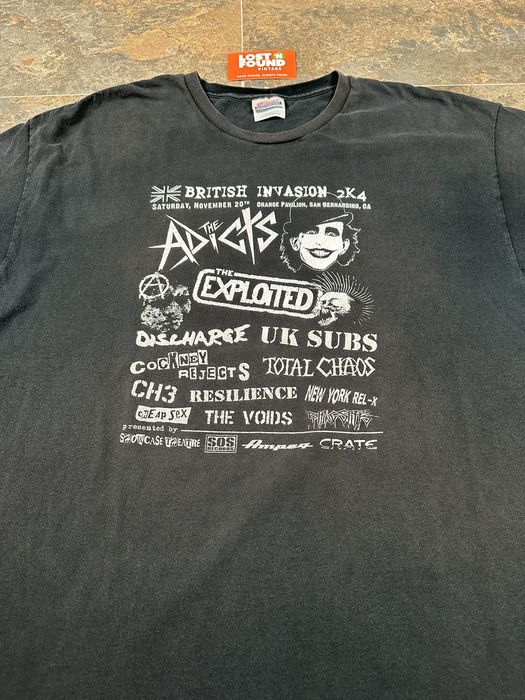 LOST 'N FOUND
VINTAGE
BRITISH INVASION 2K4
SATURDAY, NOVEMBER 20TH ORANGE PAVILION, SAN BERNARDINO, CA
THE ADICTS
THE EXPLOITED
DISCHARGE UK SUBS
COCKNEY REJECTS TOTAL CHAOS
CH3 RESILIENCE NEW YORK REL-X
CHEAP SEX THE VOIDS
presented by
SHOWCASE THEATRE SOS RECORDS Ampeg CRATE